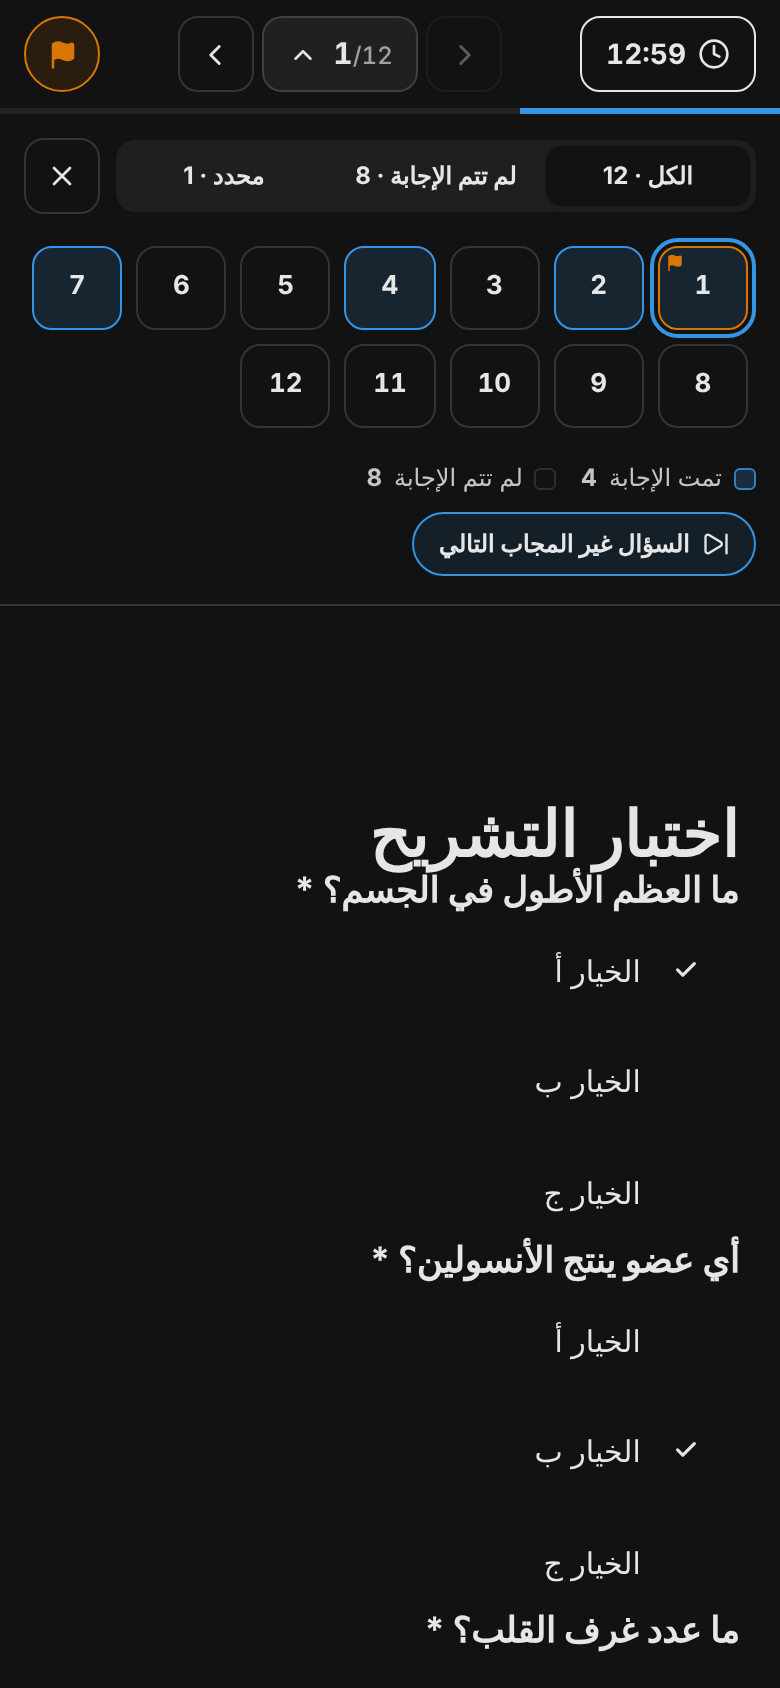 12:59
1/12
الكل · 12
لم تتم الإجابة · 8
محدد · 1
1 2 3 4 5 6 7
8 9 10 11 12
تمت الإجابة 4 لم تتم الإجابة 8
السؤال غير المجاب التالي
اختبار التشريح
ما العظم الأطول في الجسم؟ *
الخيار أ
الخيار ب
الخيار ج
أي عضو ينتج الأنسولين؟ *
الخيار أ
الخيار ب
الخيار ج
ما عدد غرف القلب؟ *